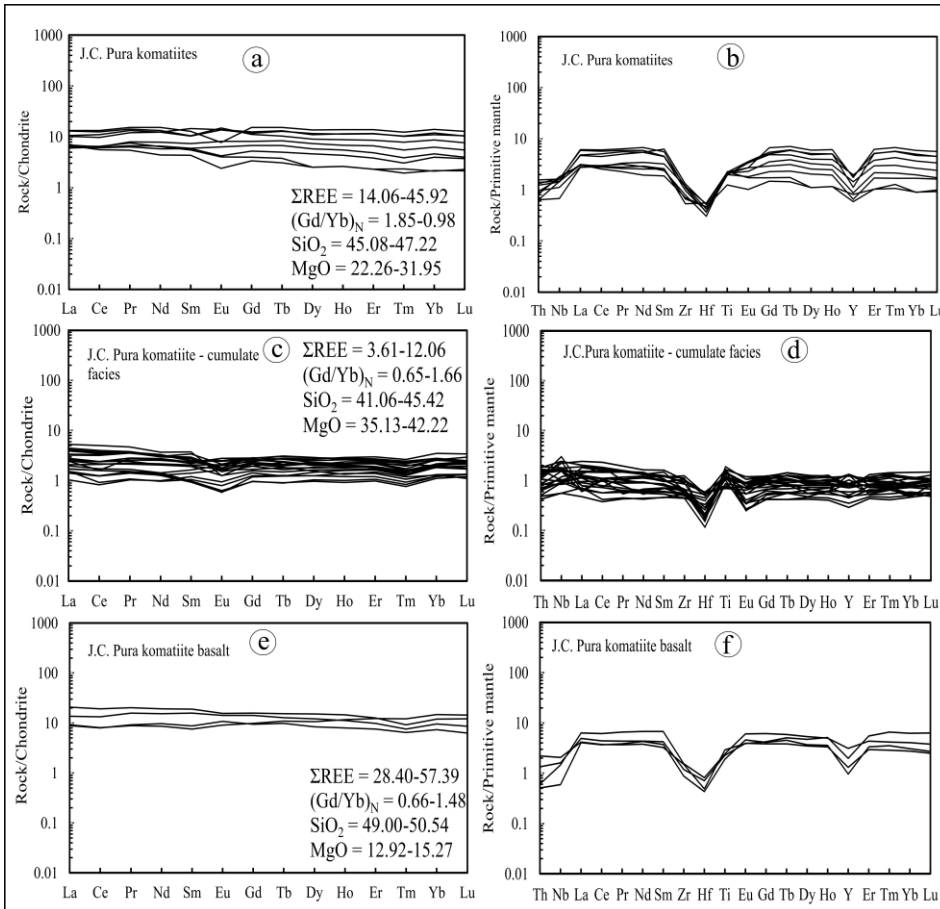 J.C. Pura komatiites
a
1000
100
10
1
0.1
0.01
Rock/Chondrite
ΣREE = 14.06-45.92
(Gd/Yb)N = 1.85-0.98
SiO2 = 45.08-47.22
MgO = 22.26-31.95
La Ce Pr Nd Sm Eu Gd Tb Dy Ho Er Tm Yb Lu
J.C. Pura komatiites
b
1000
100
10
1
0.1
0.01
Rock/Primitive mantle
Th Nb La Ce Pr Nd Sm Zr Hf Ti Eu Gd Tb Dy Ho Y Er Tm Yb Lu
J.C. Pura komatiite - cumulate
facies
c
1000
100
10
1
0.1
0.01
Rock/Chondrite
ΣREE = 3.61-12.06
(Gd/Yb)N = 0.65-1.66
SiO2 = 41.06-45.42
MgO = 35.13-42.22
La Ce Pr Nd Sm Eu Gd Tb Dy Ho Er Tm Yb Lu
J.C.Pura komatiite - cumulate facies
d
1000
100
10
1
0.1
0.01
Rock/Primitive mantle
Th Nb La Ce Pr Nd Sm Zr Hf Ti Eu Gd Tb Dy Ho Y Er Tm Yb Lu
J.C. Pura komatiite basalt
e
1000
100
10
1
0.1
0.01
Rock/Chondrite
ΣREE = 28.40-57.39
(Gd/Yb)N = 0.66-1.48
SiO2 = 49.00-50.54
MgO = 12.92-15.27
La Ce Pr Nd Sm Eu Gd Tb Dy Ho Er Tm Yb Lu
J.C. Pura komatiite basalt
f
1000
100
10
1
0.1
0.01
Rock/Primitive mantle
Th Nb La Ce Pr Nd Sm Zr Hf Ti Eu Gd Tb Dy Ho Y Er Tm Yb Lu